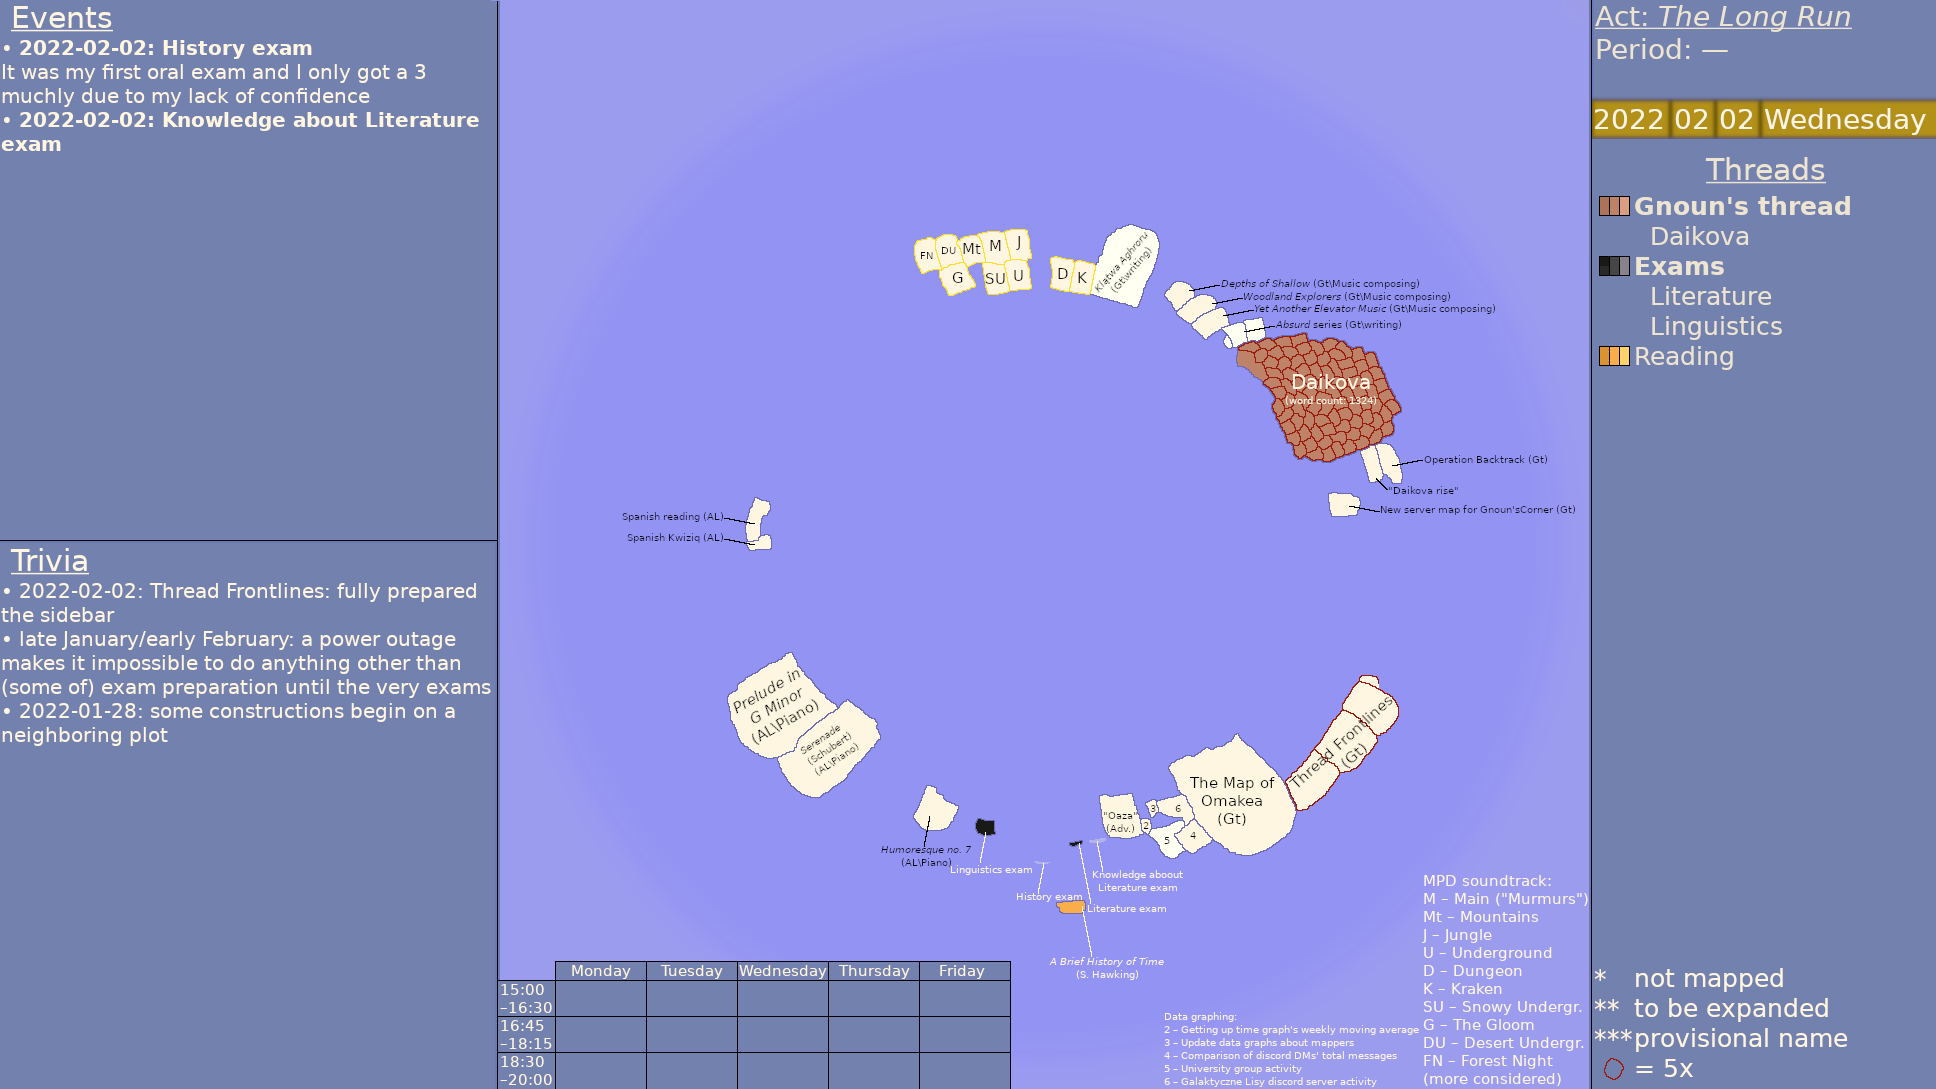 Events
• 2022-02-02: History exam
It was my first oral exam and I only got a 3
muchly due to my lack of confidence
• 2022-02-02: Knowledge about Literature
exam
Trivia
• 2022-02-02: Thread Frontlines: fully prepared
the sidebar
• late January/early February: a power outage
makes it impossible to do anything other than
(some of) exam preparation until the very exams
• 2022-01-28: some constructions begin on a
neighboring plot
FN
DU
Mt
M
J
G
SU
U
D
K
Klątwa Aghroru
(Gt\writing)
Depths of Shallow (Gt\Music composing)
Woodland Explorers (Gt\Music composing)
Yet Another Elevator Music (Gt\Music composing)
Absurd series (Gt\writing)
Daikova
(word count: 1324)
Operation Backtrack (Gt)
"Daikova rise"
New server map for Gnoun'sCorner (Gt)
Spanish reading (AL)
Spanish Kwiziq (AL)
Prelude in
G Minor
(AL\Piano)
Serenade
(Schubert)
(AL\Piano)
Humoresque no. 7
(AL\Piano)
Linguistics exam
History exam
Knowledge aboout
Literature exam
Literature exam
A Brief History of Time
(S. Hawking)
"Oaza"
(Adv.)
3
6
2
5
4
The Map of
Omakea
(Gt)
Thread Frontlines
(Gt)
Monday Tuesday Wednesday Thursday Friday
15:00
–16:30
16:45
–18:15
18:30
–20:00
Data graphing:
2 – Getting up time graph's weekly moving average
3 – Update data graphs about mappers
4 – Comparison of discord DMs' total messages
5 – University group activity
6 – Galaktyczne Lisy discord server activity
MPD soundtrack:
M – Main ("Murmurs")
Mt – Mountains
J – Jungle
U – Underground
D – Dungeon
K – Kraken
SU – Snowy Undergr.
G – The Gloom
DU – Desert Undergr.
FN – Forest Night
(more considered)
Act: The Long Run
Period: —
2022 02 02 Wednesday
Threads
Gnoun's thread
Daikova
Exams
Literature
Linguistics
Reading
* not mapped
** to be expanded
*** provisional name
= 5x